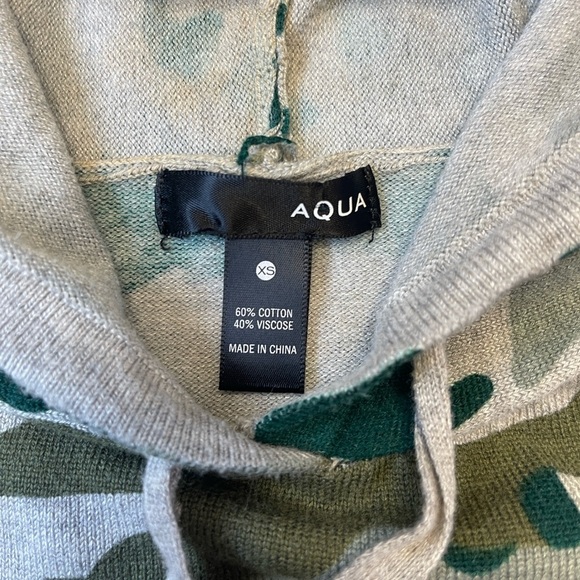 AQUA
XS
60% COTTON
40% VISCOSE
MADE IN CHINA